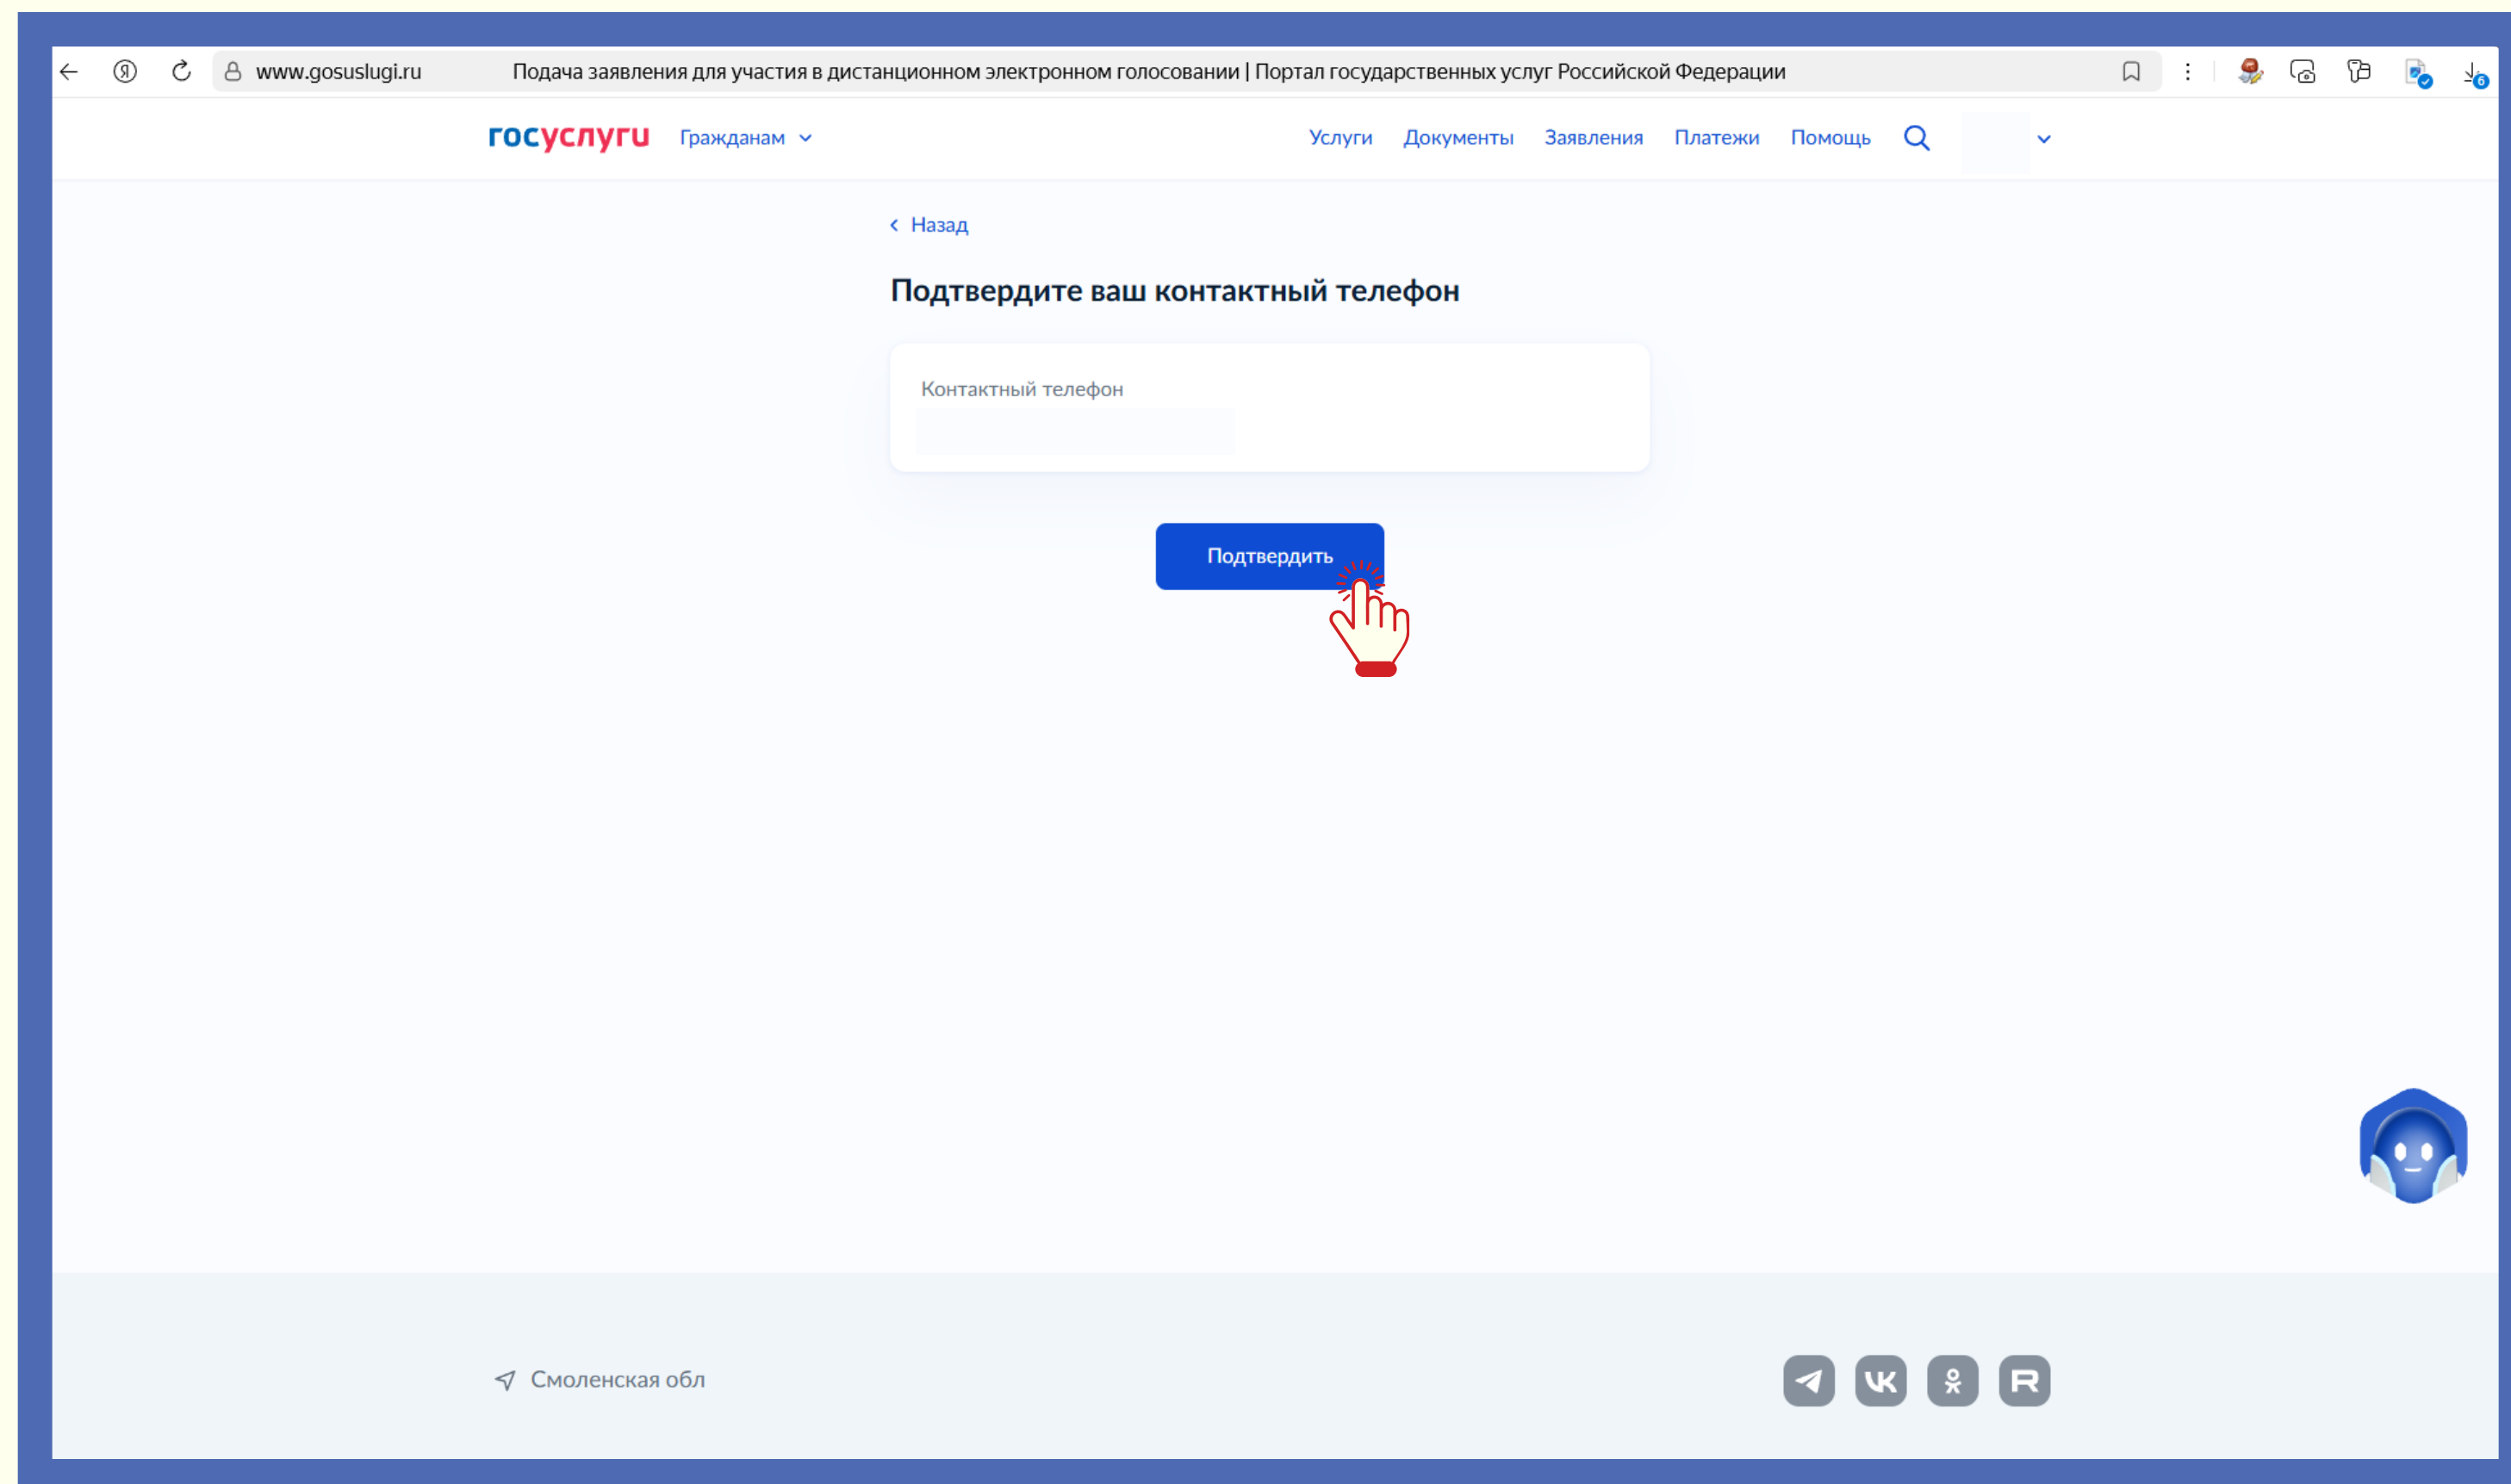 www.gosuslugi.ru Подача заявления для участия в дистанционном электронном голосовании | Портал государственных услуг Российской Федерации
6
госуслуги Гражданам Услуги Документы Заявления Платежи Помощь
Назад
Подтвердите ваш контактный телефон
Контактный телефон
Подтвердить
Смоленская обл